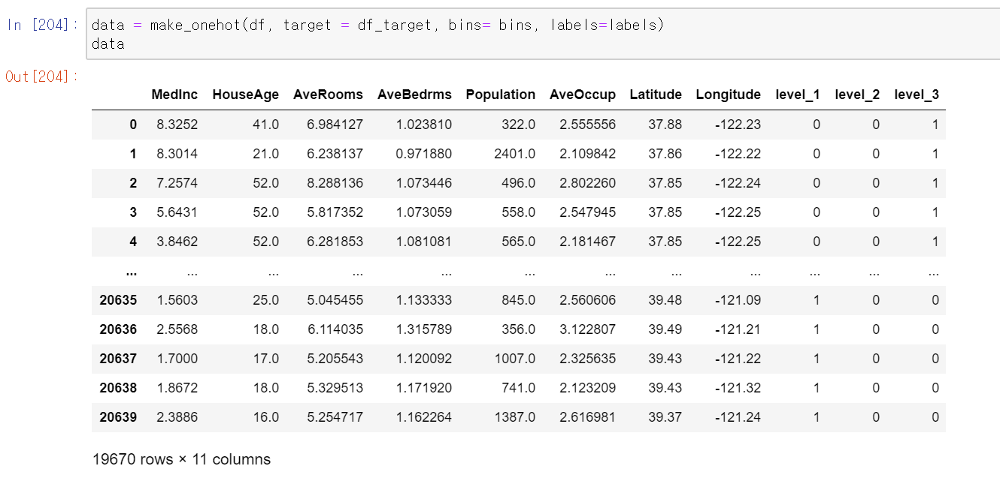 In [204]: data = make_onehot(df, target = df_target, bins= bins, labels=labels)
data
Out[204]:
MedInc HouseAge AveRooms AveBedrms Population AveOccup Latitude Longitude level_1 level_2 level_3
0 8.3252 41.0 6.984127 1.023810 322.0 2.555556 37.88 -122.23 0 0 1
1 8.3014 21.0 6.238137 0.971880 2401.0 2.109842 37.86 -122.22 0 0 1
2 7.2574 52.0 8.288136 1.073446 496.0 2.802260 37.85 -122.24 0 0 1
3 5.6431 52.0 5.817352 1.073059 558.0 2.547945 37.85 -122.25 0 0 1
4 3.8462 52.0 6.281853 1.081081 565.0 2.181467 37.85 -122.25 0 0 1
... ... ... ... ... ... ... ... ... ... ... ...
20635 1.5603 25.0 5.045455 1.133333 845.0 2.560606 39.48 -121.09 1 0 0
20636 2.5568 18.0 6.114035 1.315789 356.0 3.122807 39.49 -121.21 1 0 0
20637 1.7000 17.0 5.205543 1.120092 1007.0 2.325635 39.43 -121.22 1 0 0
20638 1.8672 18.0 5.329513 1.171920 741.0 2.123209 39.43 -121.32 1 0 0
20639 2.3886 16.0 5.254717 1.162264 1387.0 2.616981 39.37 -121.24 1 0 0
19670 rows × 11 columns